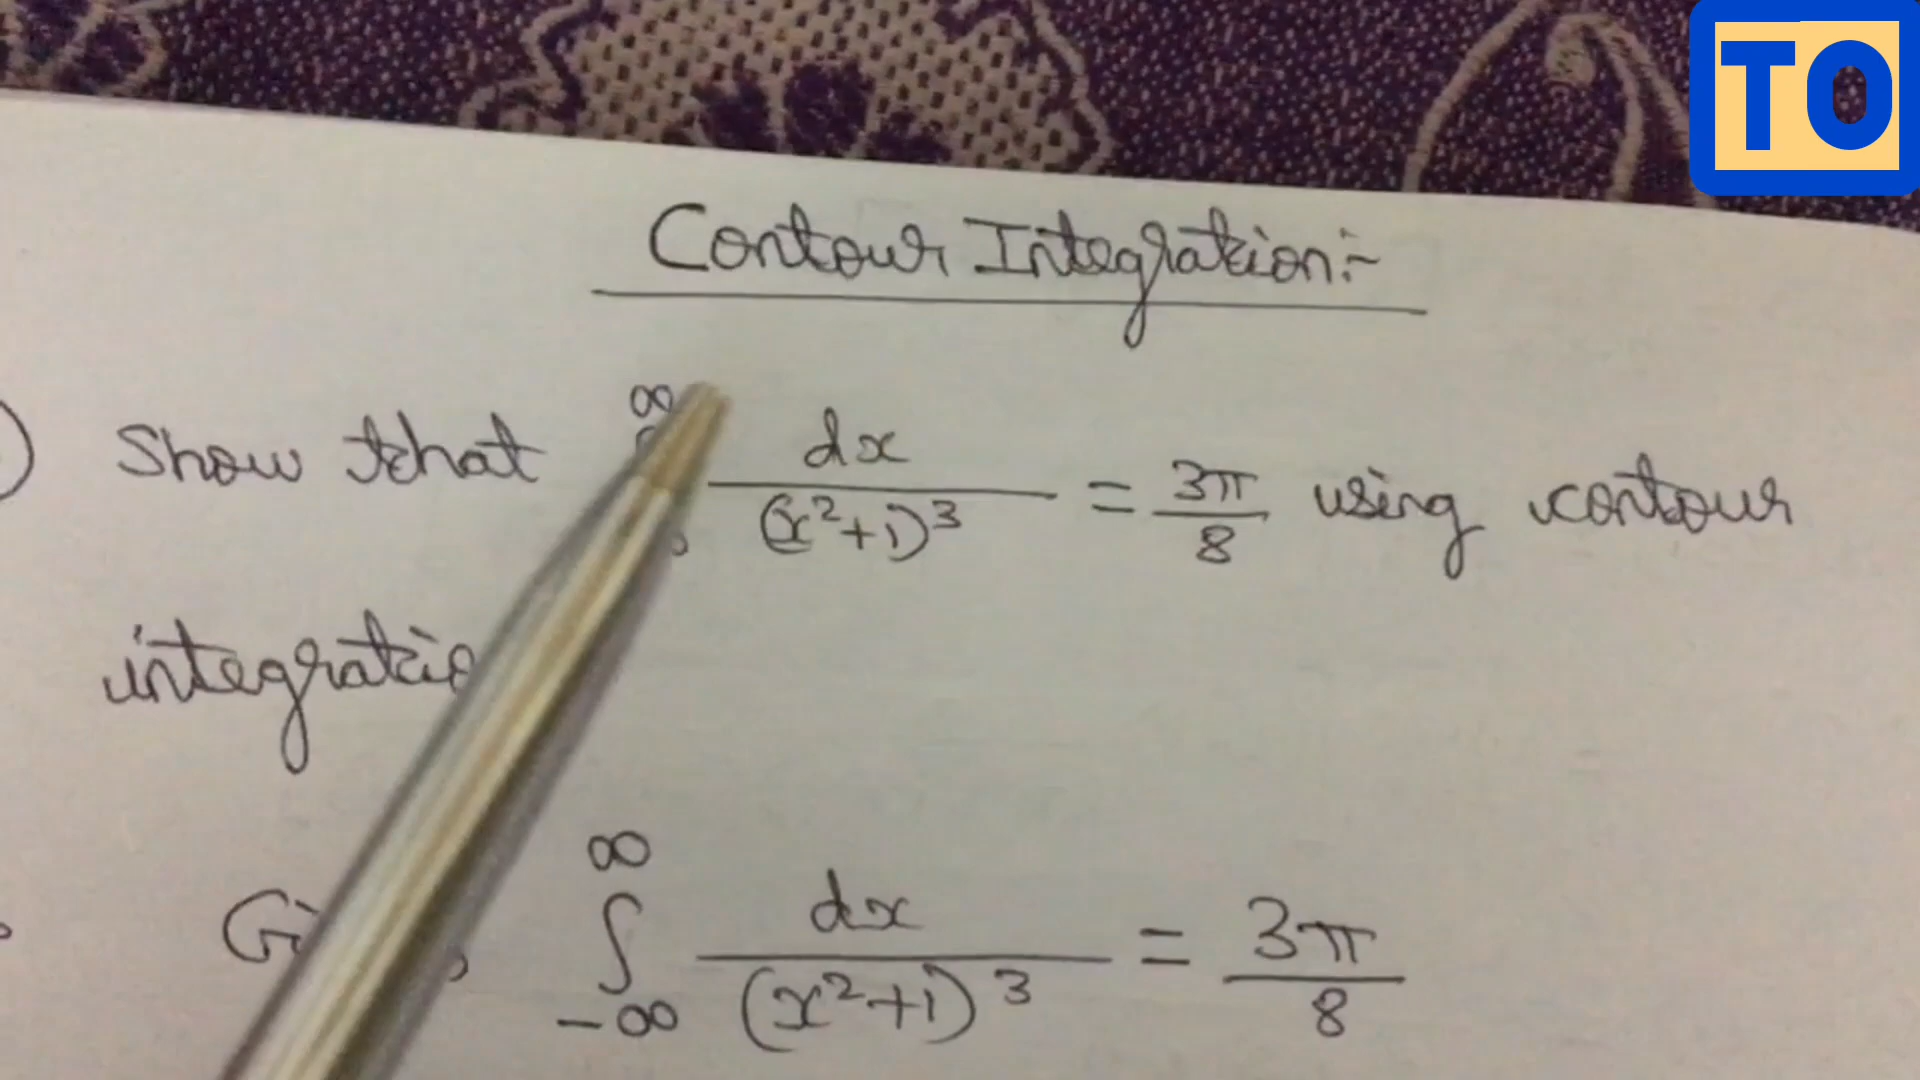 TO
Contour Integration:-
Show that ∞ dx / (x²+1)³ = 3π/8 using contour
∫_{-∞}^{∞} dx / (x²+1)³ = 3π/8